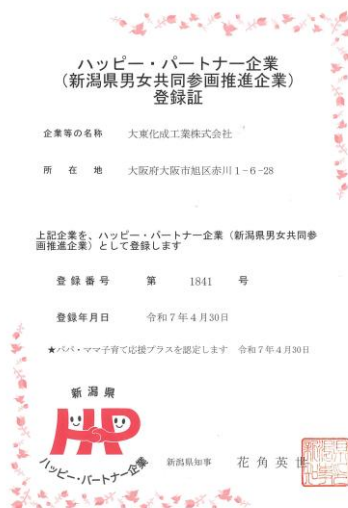 ハッピー・パートナー企業
（新潟県男女共同参画推進企業）
登録証
企業等の名称 大東化成工業株式会社
所在地 大阪府大阪市旭区赤川1-6-28
上記企業を、ハッピー・パートナー企業（新潟県男女共同参
画推進企業）として登録します
登録番号 第 1841 号
登録年月日 令和7年4月30日
★パパ・ママ子育て応援プラスを認定します 令和7年4月30日
新潟県
HP
ハッピー・パートナー企業
新潟県知事 花角英世